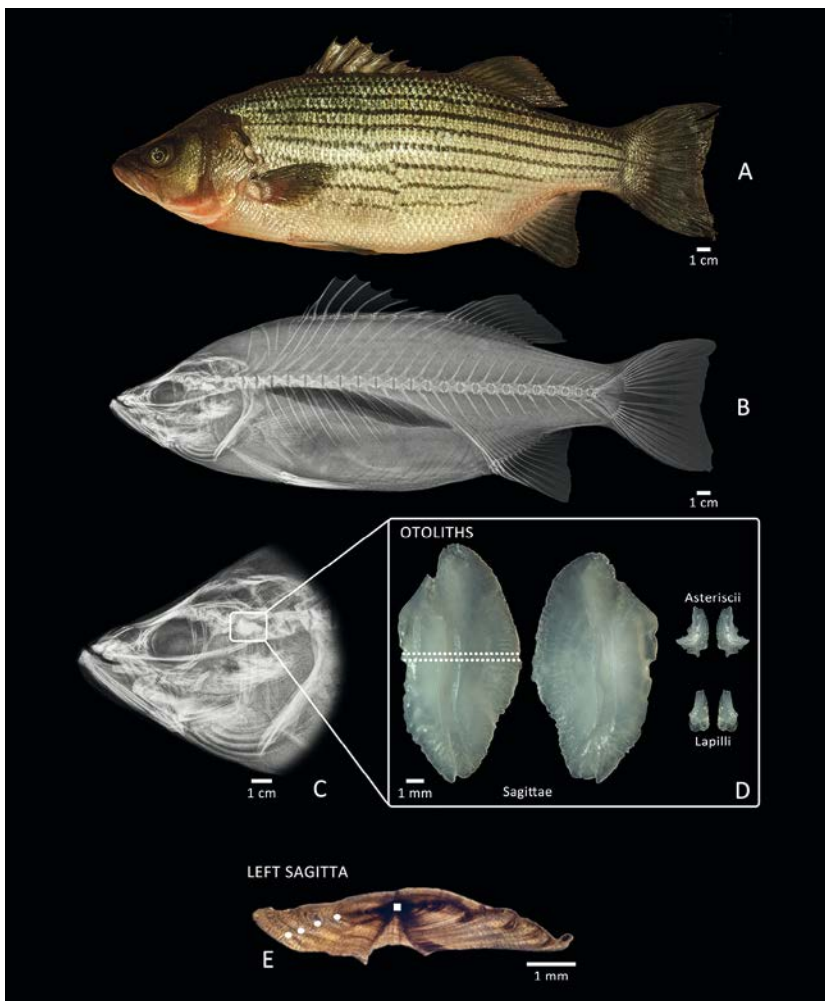 A
1 cm
B
1 cm
OTOLITHS
Asteriscii
Lapilli
1 cm
C
1 mm
Sagittae
D
LEFT SAGITTA
E
1 mm